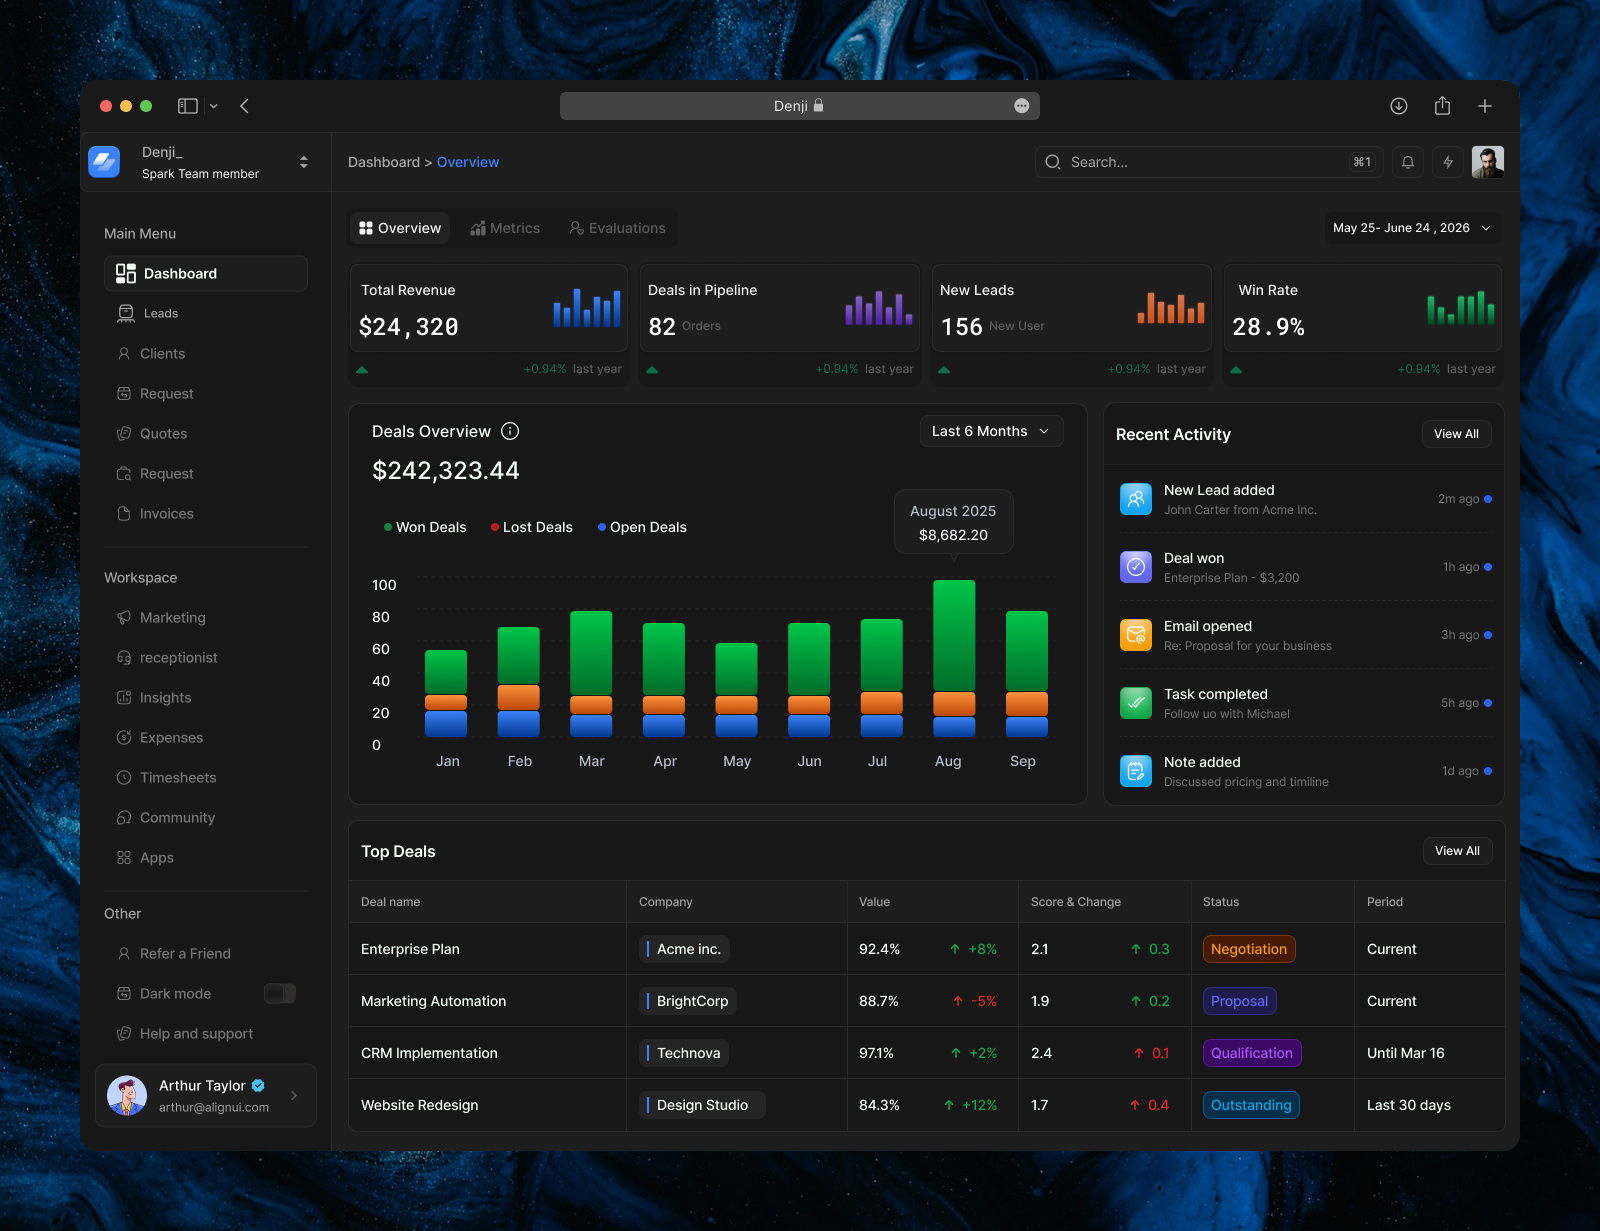 Denji
Denji_
Spark Team member
Dashboard > Overview
Search...
⌘1
Main Menu
Dashboard
Leads
Clients
Request
Quotes
Request
Invoices
Workspace
Marketing
receptionist
Insights
Expenses
Timesheets
Community
Apps
Other
Refer a Friend
Dark mode
Help and support
Arthur Taylor
arthur@alignui.com
Overview
Metrics
Evaluations
May 25- June 24 , 2026
Total Revenue
$24,320
+0.94% last year
Deals in Pipeline
82 Orders
+0.94% last year
New Leads
156 New User
+0.94% last year
Win Rate
28.9%
+0.94% last year
Deals Overview
Last 6 Months
$242,323.44
Won Deals
Lost Deals
Open Deals
August 2025
$8,682.20
100
80
60
40
20
0
Jan Feb Mar Apr May Jun Jul Aug Sep
Recent Activity
View All
New Lead added
John Carter from Acme Inc.
2m ago
Deal won
Enterprise Plan - $3,200
1h ago
Email opened
Re: Proposal for your business
3h ago
Task completed
Follow uo with Michael
5h ago
Note added
Discussed pricing and timiline
1d ago
Top Deals
View All
Deal name Company Value Score & Change Status Period
Enterprise Plan Acme inc. 92.4% ↑ +8% 2.1 ↑ 0.3 Negotiation Current
Marketing Automation BrightCorp 88.7% ↑ -5% 1.9 ↑ 0.2 Proposal Current
CRM Implementation Technova 97.1% ↑ +2% 2.4 ↑ 0.1 Qualification Until Mar 16
Website Redesign Design Studio 84.3% ↑ +12% 1.7 ↑ 0.4 Outstanding Last 30 days